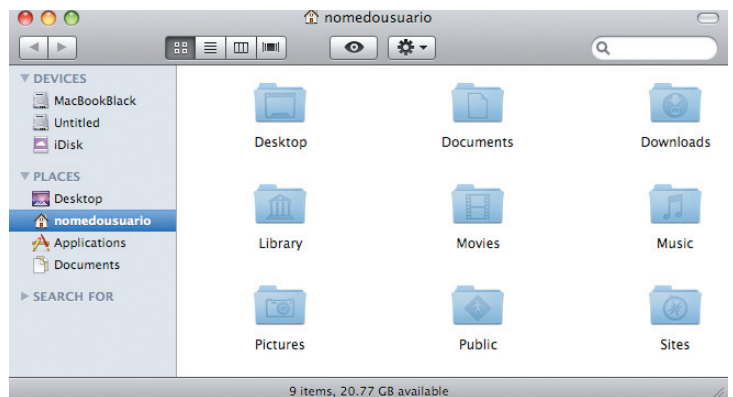 nomedousuario
DEVICES
MacBookBlack
Untitled
iDisk
PLACES
Desktop
nomedousuario
Applications
Documents
SEARCH FOR
Desktop Documents Downloads
Library Movies Music
Pictures Public Sites
9 items, 20.77 GB available